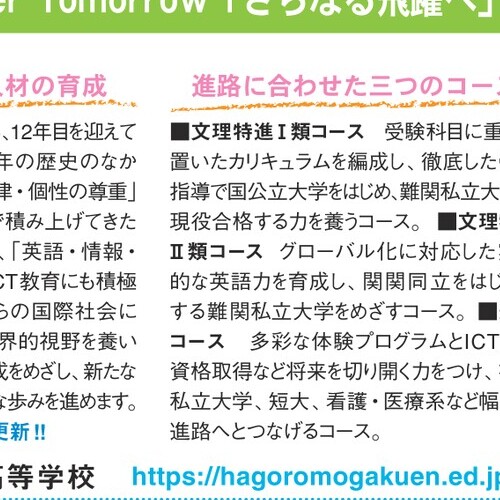 er Tomorrow「さらなる飛躍へ」
人材の育成
、12年目を迎えて
年の歴史のなか
律・個性の尊重」
で積み上げてきた
、「英語・情報・
CT教育にも積極
らの国際社会に
界的視野を養い
成をめざし、新たな
な歩みを進めます。
更新!!
進路に合わせた三つのコース
■文理特進Ⅰ類コース 受験科目に重
置いたカリキュラムを編成し、徹底した
指導で国公立大学をはじめ、難関私立大
現役合格する力を養うコース。■文理
Ⅱ類コース グローバル化に対応した
的な英語力を育成し、関関同立をはじ
する難関私立大学をめざすコース。■
コース 多彩な体験プログラムとICT
資格取得など将来を切り開く力をつけ、
私立大学、短大、看護・医療系など幅
進路へとつなげるコース。
高等学校 https://hagoromogakuen.ed.jp